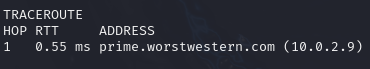 TRACEROUTE
HOP RTT     ADDRESS
1   0.55 ms prime.worstwestern.com (10.0.2.9)